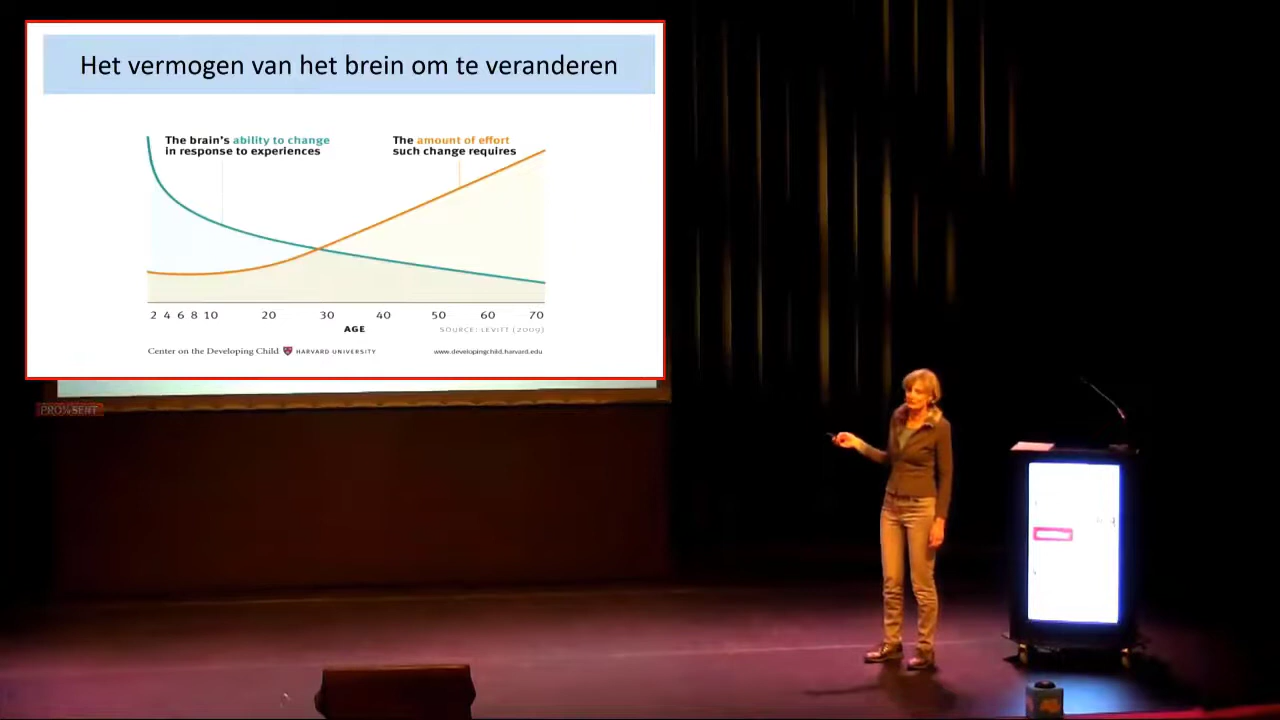 Het vermogen van het brein om te veranderen
The brain's ability to change
in response to experiences
The amount of effort
such change requires
2 4 6 8 10 20 30 40 50 60 70
AGE
SOURCE: LEVITT (2009)
Center on the Developing Child HARVARD UNIVERSITY
www.developingchild.harvard.edu